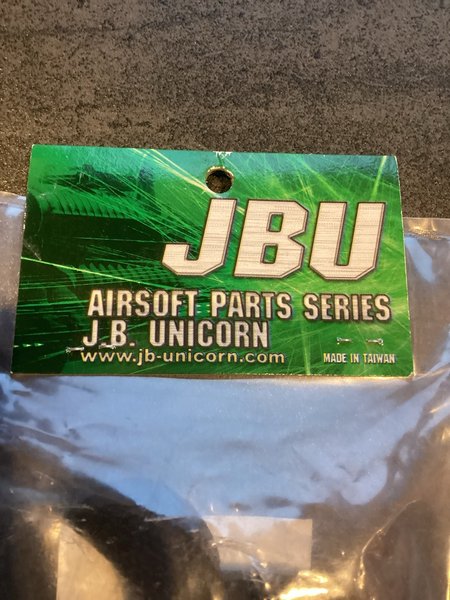 JBU
AIRSOFT PARTS SERIES
J.B. UNICORN
www.jb-unicorn.com
MADE IN TAIWAN